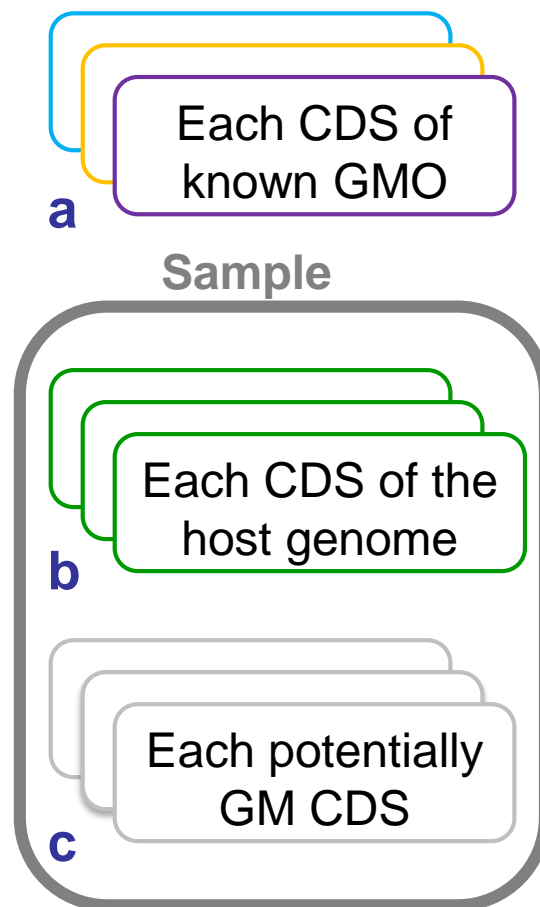 Each CDS of
known GMO
a
Sample
Each CDS of the
host genome
b
Each potentially
GM CDS
c